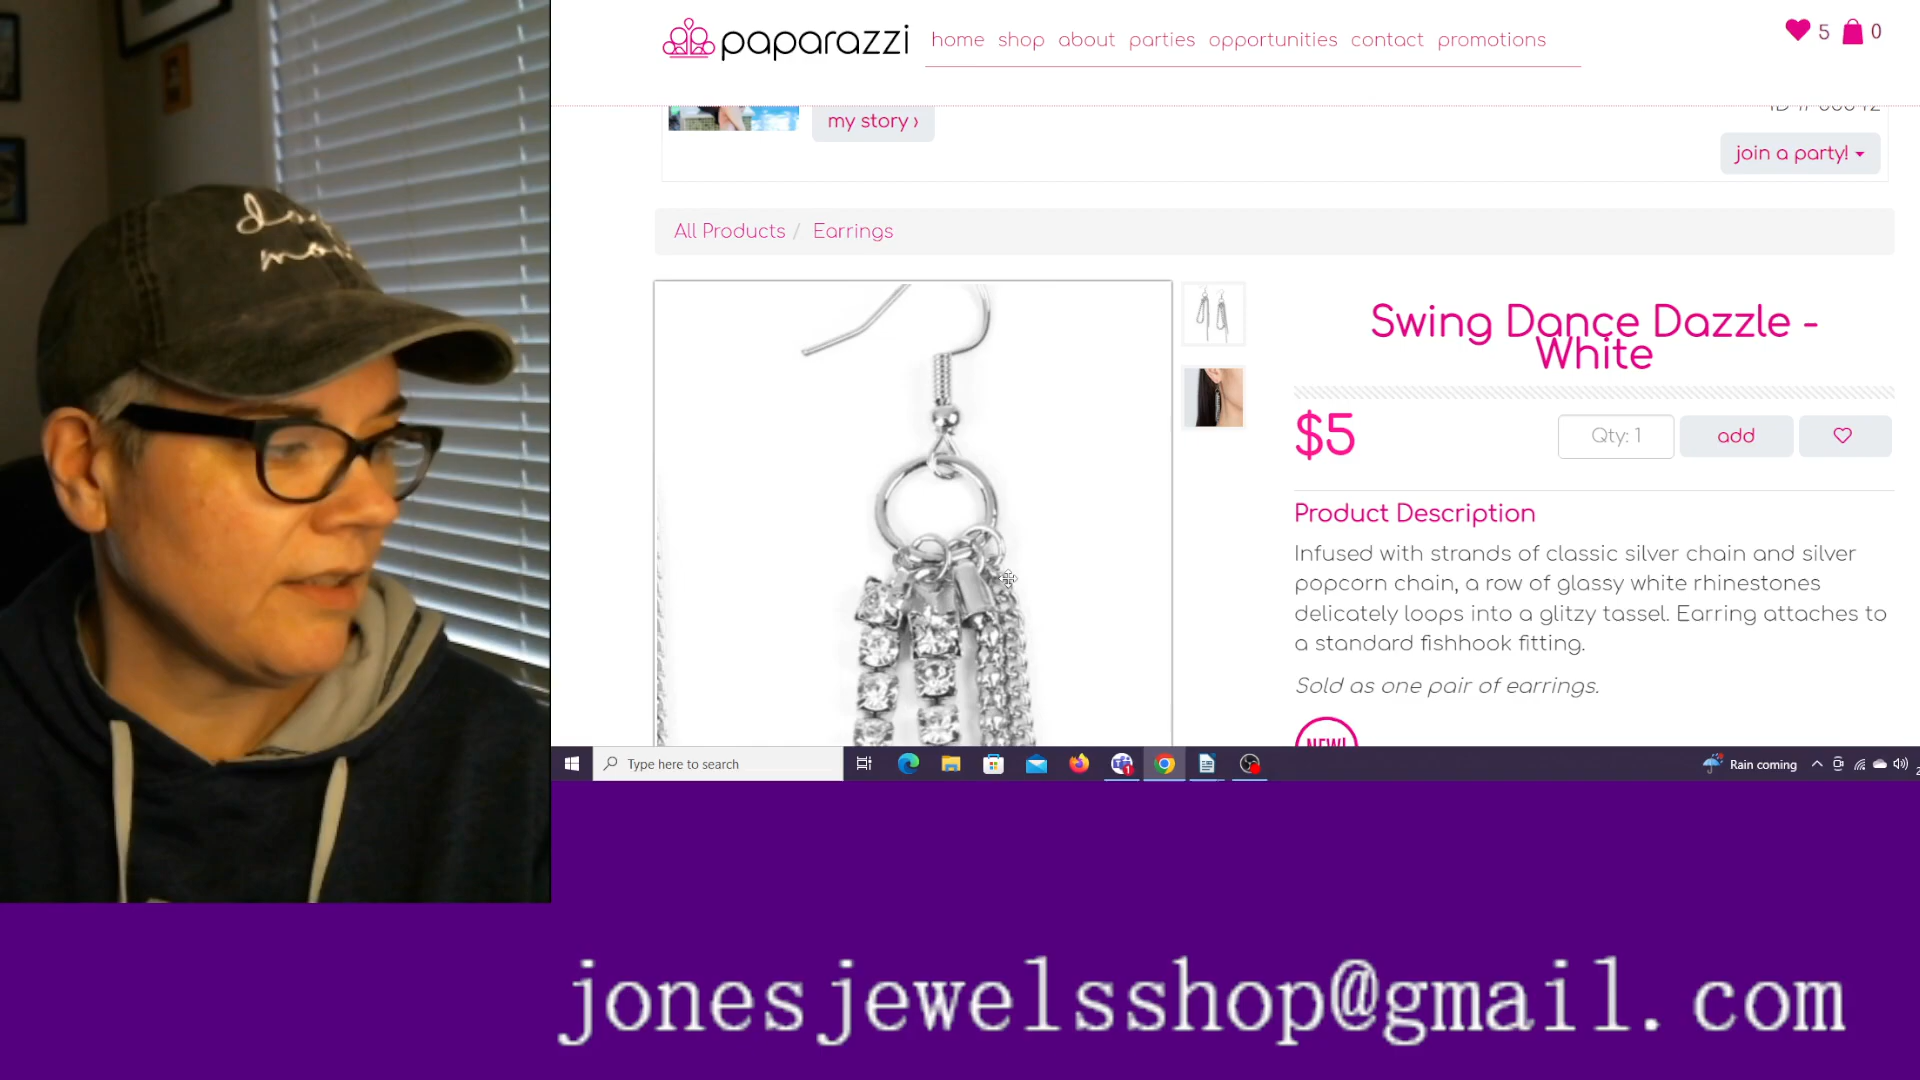 paparazzi
home shop about parties opportunities contact promotions
5 0
my story ›
join a party!
All Products / Earrings
Swing Dance Dazzle -
White
$5
Qty: 1
add
Product Description
Infused with strands of classic silver chain and silver
popcorn chain, a row of glassy white rhinestones
delicately loops into a glitzy tassel. Earring attaches to
a standard fishhook fitting.
Sold as one pair of earrings.
NEW!
Type here to search
1
Rain coming
jonesjewelsshop@gmail.com